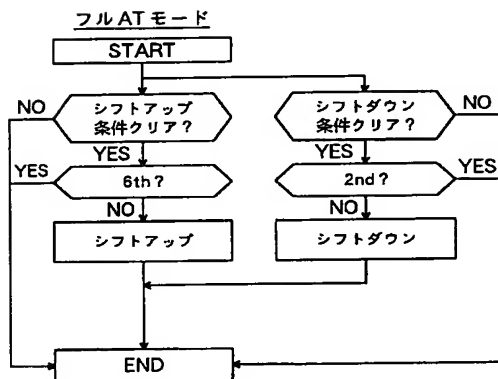 フルATモード
START
NO
シフトアップ
条件クリア?
シフトダウン
条件クリア?
NO
YES
YES
YES
6th?
2nd?
YES
NO
NO
シフトアップ
シフトダウン
END